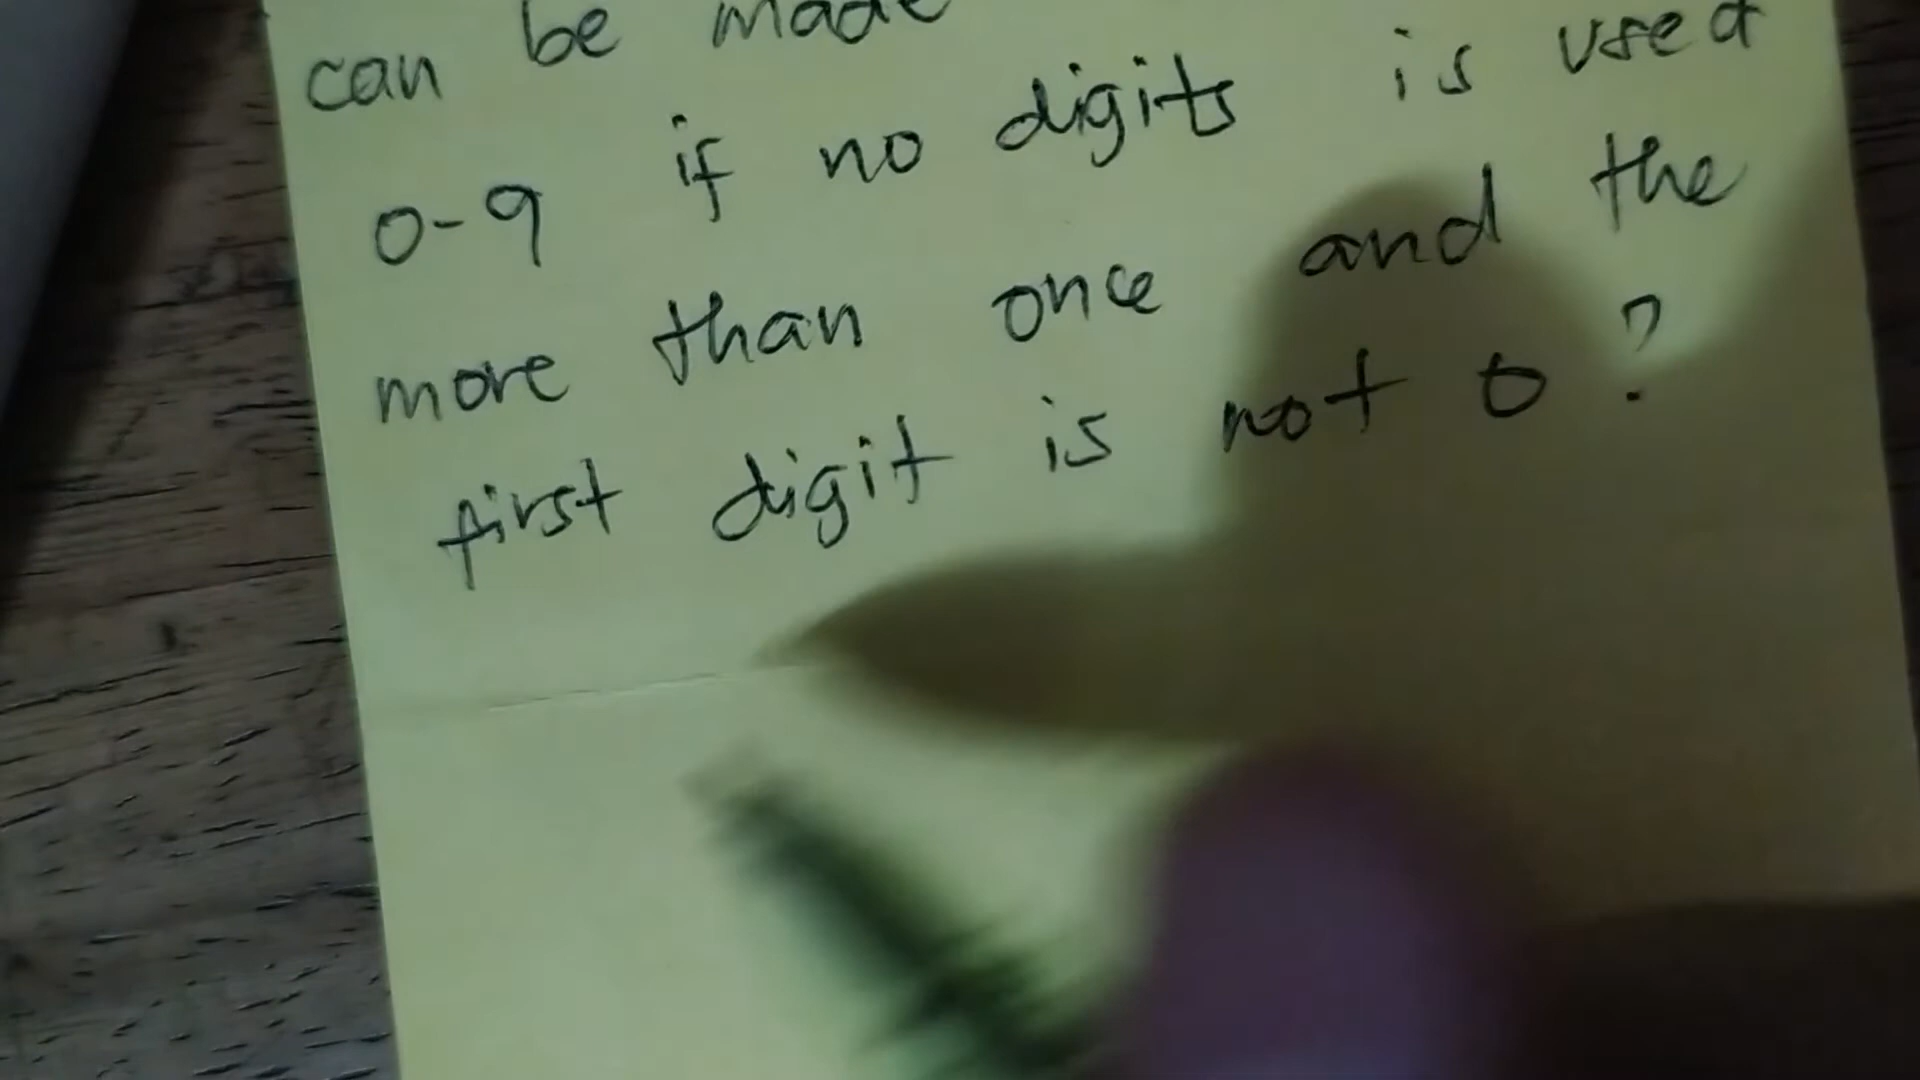 can be made
0-9 if no digits is used
more than once and the
first digit is not 0?